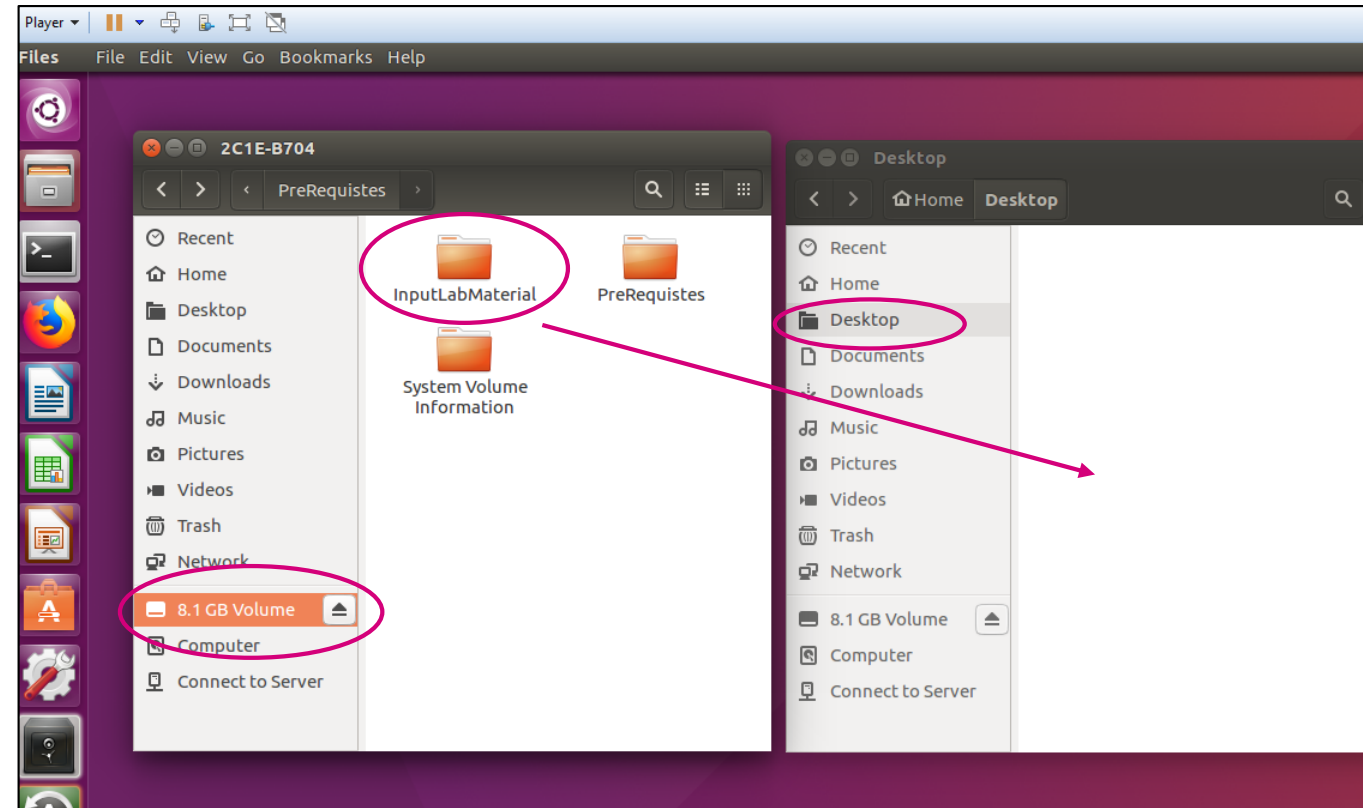 Player
Files File Edit View Go Bookmarks Help
2C1E-B704
PreRequistes
Recent
Home
Desktop
Documents
Downloads
Music
Pictures
Videos
Trash
Network
8.1 GB Volume
Computer
Connect to Server
InputLabMaterial
PreRequistes
System Volume
Information
Desktop
Home Desktop
Recent
Home
Desktop
Documents
Downloads
Music
Pictures
Videos
Trash
Network
8.1 GB Volume
Computer
Connect to Server